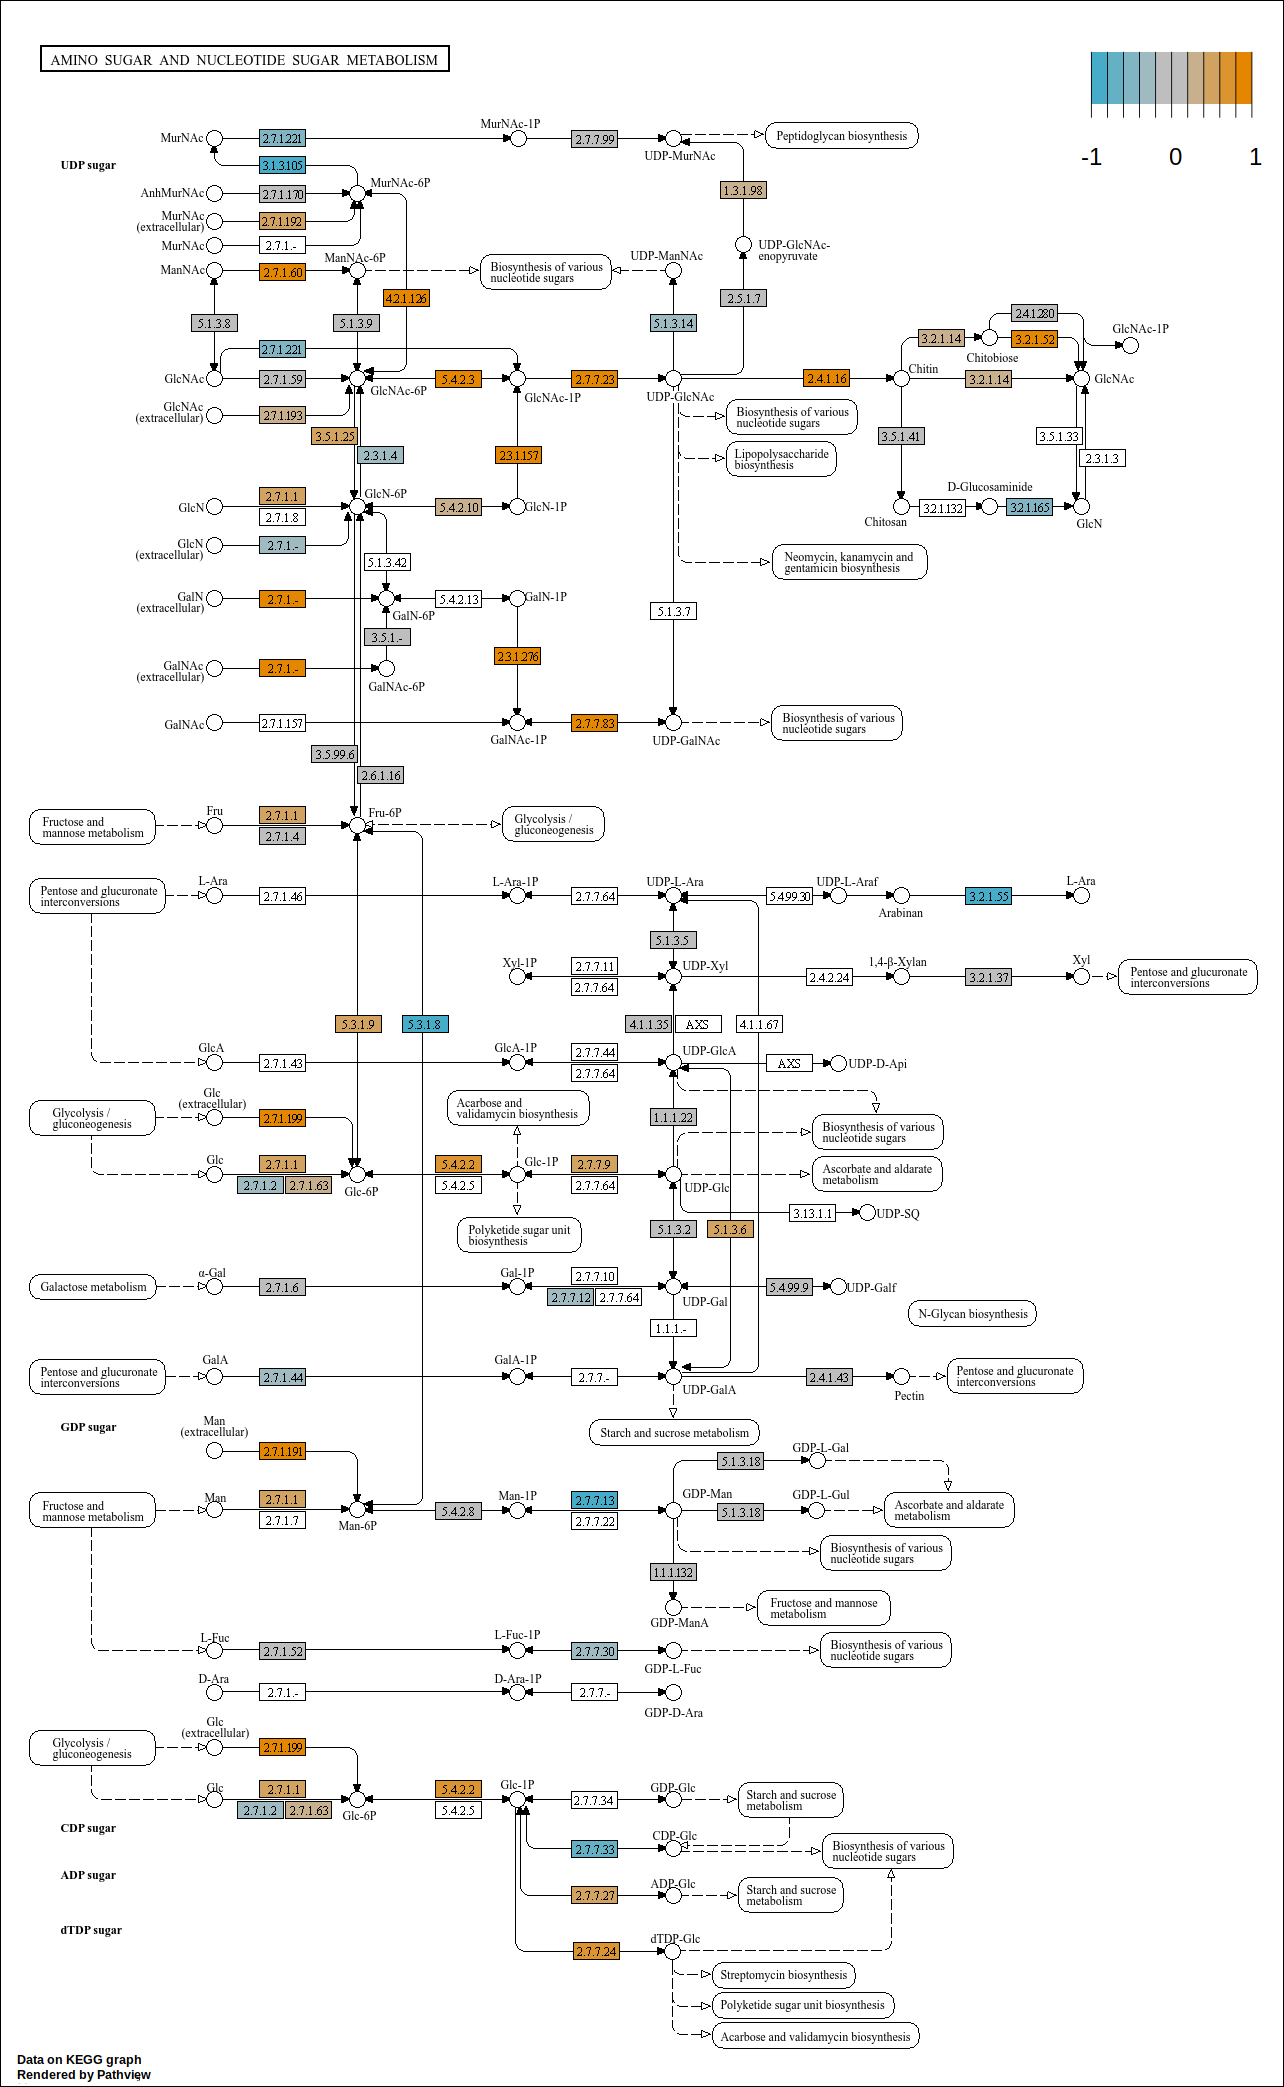 AMINO SUGAR AND NUCLEOTIDE SUGAR METABOLISM
-1
0
1
MurNAc
2.7.1.221
MurNAc-1P
2.7.7.99
UDP-MurNAc
Peptidoglycan biosynthesis
UDP sugar
3.1.3.105
MurNAc-6P
AnhMurNAc
2.7.1.170
1.3.1.98
MurNAc
(extracellular)
2.7.1.192
MurNAc
2.7.1.-
UDP-GlcNAc-
enopyruvate
ManNAc
2.7.1.60
ManNAc-6P
Biosynthesis of various
nucleotide sugars
UDP-ManNAc
4.2.1.126
2.5.1.7
5.1.3.8
5.1.3.9
5.1.3.14
2.4.1.280
GlcNAc-1P
3.2.1.14
3.2.1.52
Chitobiose
2.7.1.221
GlcNAc
2.7.1.59
GlcNAc-6P
5.4.2.3
GlcNAc-1P
2.7.7.23
UDP-GlcNAc
2.4.1.16
Chitin
3.2.1.14
GlcNAc
GlcNAc
(extracellular)
2.7.1.193
Biosynthesis of various
nucleotide sugars
3.5.1.25
2.3.1.4
2.3.1.157
Lipopolysaccharide
biosynthesis
3.5.1.41
3.5.1.33
2.3.1.3
GlcN
2.7.1.1
2.7.1.8
GlcN-6P
5.4.2.10
GlcN-1P
D-Glucosaminide
Chitosan
3.2.1.132
3.2.1.165
GlcN
GlcN
(extracellular)
2.7.1.-
5.1.3.42
Neomycin, kanamycin and
gentamicin biosynthesis
GalN
(extracellular)
2.7.1.-
GalN-6P
5.4.2.13
GalN-1P
5.1.3.7
3.5.1.-
2.3.1.276
GalNAc
(extracellular)
2.7.1.-
GalNAc-6P
GalNAc
2.7.1.157
GalNAc-1P
2.7.7.83
UDP-GalNAc
Biosynthesis of various
nucleotide sugars
3.5.99.6
2.6.1.16
Fructose and
mannose metabolism
Fru
2.7.1.1
2.7.1.4
Fru-6P
Glycolysis /
gluconeogenesis
Pentose and glucuronate
interconversions
L-Ara
2.7.1.46
L-Ara-1P
2.7.7.64
UDP-L-Ara
5.4.99.30
UDP-L-Araf
Arabinan
3.2.1.55
L-Ara
5.1.3.5
Xyl-1P
2.7.7.11
2.7.7.64
UDP-Xyl
2.4.2.24
1,4-β-Xylan
3.2.1.37
Xyl
Pentose and glucuronate
interconversions
5.3.1.9
5.3.1.8
4.1.1.35
AXS
4.1.1.67
GlcA
2.7.1.43
GlcA-1P
2.7.7.44
2.7.7.64
UDP-GlcA
AXS
UDP-D-Api
Glycolysis /
gluconeogenesis
Glc
(extracellular)
2.7.1.199
Acarbose and
validamycin biosynthesis
1.1.1.22
Biosynthesis of various
nucleotide sugars
Glc
2.7.1.1
2.7.1.2
2.7.1.63
Glc-6P
5.4.2.2
5.4.2.5
Glc-1P
2.7.7.9
2.7.7.64
UDP-Glc
Ascorbate and aldarate
metabolism
3.13.1.1
UDP-SQ
Polyketide sugar unit
biosynthesis
5.1.3.2
5.1.3.6
Galactose metabolism
α-Gal
2.7.1.6
Gal-1P
2.7.7.10
2.7.7.12
2.7.7.64
UDP-Gal
5.4.99.9
UDP-Galf
N-Glycan biosynthesis
1.1.1.-
Pentose and glucuronate
interconversions
GalA
2.7.1.44
GalA-1P
2.7.7.-
UDP-GalA
2.4.1.43
Pectin
Pentose and glucuronate
interconversions
Starch and sucrose metabolism
GDP sugar
Man
(extracellular)
2.7.1.191
5.1.3.18
GDP-L-Gal
Fructose and
mannose metabolism
Man
2.7.1.1
2.7.1.7
Man-6P
5.4.2.8
Man-1P
2.7.7.13
2.7.7.22
GDP-Man
5.1.3.18
GDP-L-Gul
Ascorbate and aldarate
metabolism
Biosynthesis of various
nucleotide sugars
1.1.1.132
GDP-ManA
Fructose and mannose
metabolism
L-Fuc
2.7.1.52
L-Fuc-1P
2.7.7.30
GDP-L-Fuc
Biosynthesis of various
nucleotide sugars
D-Ara
2.7.1.-
D-Ara-1P
2.7.7.-
GDP-D-Ara
Glycolysis /
gluconeogenesis
Glc
(extracellular)
2.7.1.199
Glc
2.7.1.1
2.7.1.2
2.7.1.63
Glc-6P
5.4.2.2
5.4.2.5
Glc-1P
2.7.7.34
GDP-Glc
Starch and sucrose
metabolism
CDP sugar
2.7.7.33
CDP-Glc
Biosynthesis of various
nucleotide sugars
ADP sugar
2.7.7.27
ADP-Glc
Starch and sucrose
metabolism
dTDP sugar
2.7.7.24
dTDP-Glc
Streptomycin biosynthesis
Polyketide sugar unit biosynthesis
Acarbose and validamycin biosynthesis
Data on KEGG graph
Rendered by Pathview